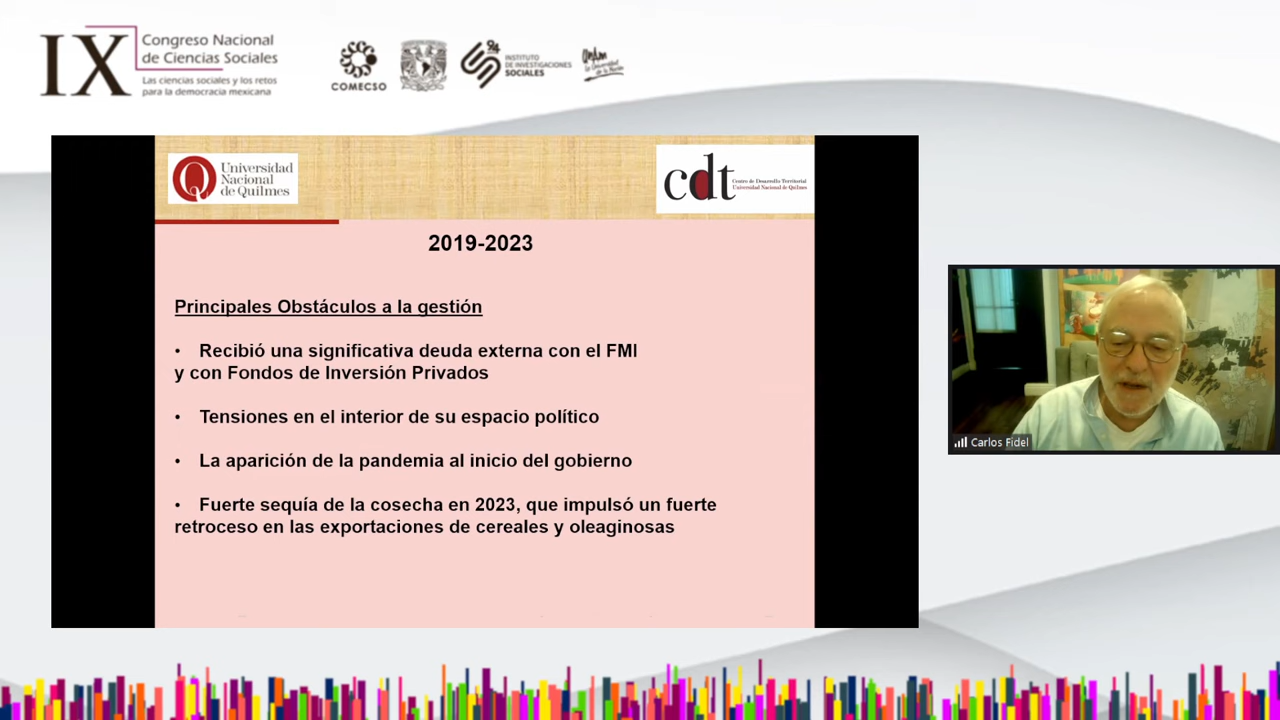 IX
Congreso Nacional
de Ciencias Sociales
Las ciencias sociales y los retos
para la democracia mexicana
COMECSO
INSTITUTO
DE INVESTIGACIONES
SOCIALES
Universidad
Nacional
de Quilmes
cdt
Centro de Desarrollo Territorial
Universidad Nacional de Quilmes
2019-2023
Principales Obstáculos a la gestión
• Recibió una significativa deuda externa con el FMI
y con Fondos de Inversión Privados
• Tensiones en el interior de su espacio político
• La aparición de la pandemia al inicio del gobierno
• Fuerte sequía de la cosecha en 2023, que impulsó un fuerte
retroceso en las exportaciones de cereales y oleaginosas
Carlos Fidel